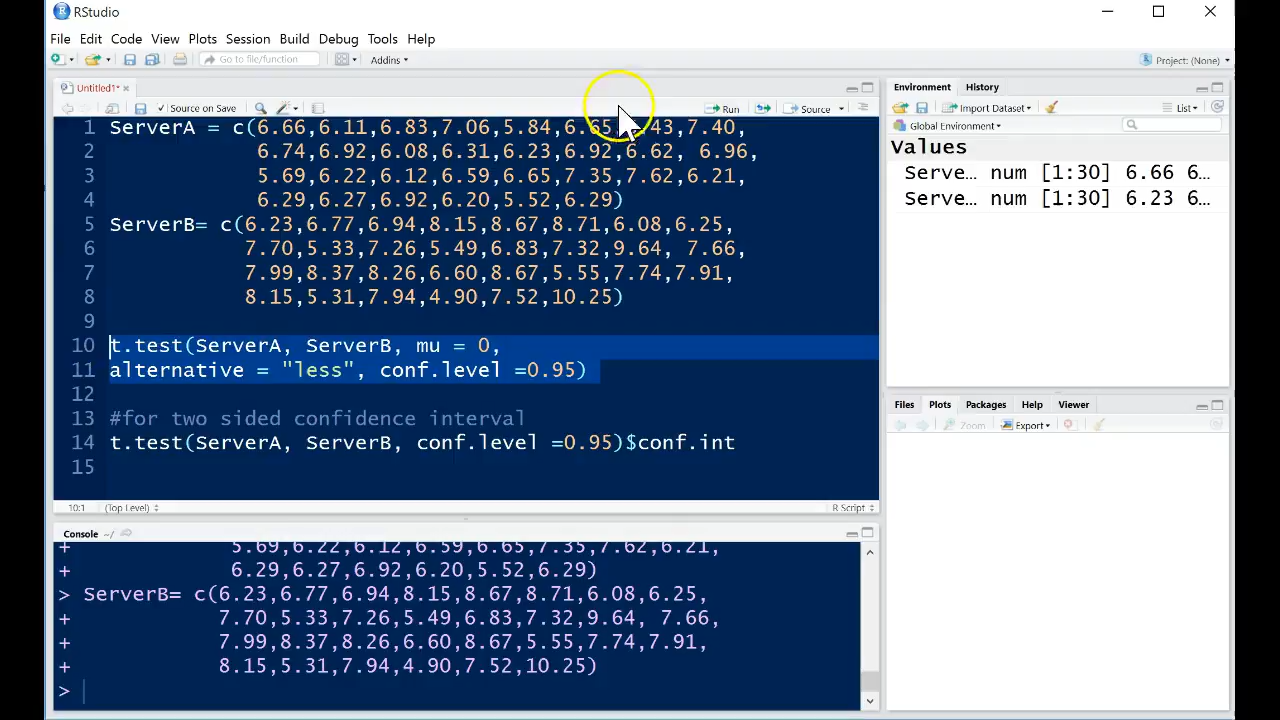 RStudio
File Edit Code View Plots Session Build Debug Tools Help
Go to file/function Addins Project: (None)
Untitled1*
Source on Save Run Source
1 ServerA = c(6.66,6.11,6.83,7.06,5.84,6.65 43,7.40,
2 6.74,6.92,6.08,6.31,6.23,6.92,6.62, 6.96,
3 5.69,6.22,6.12,6.59,6.65,7.35,7.62,6.21,
4 6.29,6.27,6.92,6.20,5.52,6.29)
5 ServerB= c(6.23,6.77,6.94,8.15,8.67,8.71,6.08,6.25,
6 7.70,5.33,7.26,5.49,6.83,7.32,9.64, 7.66,
7 7.99,8.37,8.26,6.60,8.67,5.55,7.74,7.91,
8 8.15,5.31,7.94,4.90,7.52,10.25)
9
10 t.test(ServerA, ServerB, mu = 0,
11 alternative = "less", conf.level =0.95)
12
13 #for two sided confidence interval
14 t.test(ServerA, ServerB, conf.level =0.95)$conf.int
15
10:1 (Top Level) R Script
Console ~/
+ 5.69,6.22,6.12,6.59,6.65,7.35,7.62,6.21,
+ 6.29,6.27,6.92,6.20,5.52,6.29)
> ServerB= c(6.23,6.77,6.94,8.15,8.67,8.71,6.08,6.25,
+ 7.70,5.33,7.26,5.49,6.83,7.32,9.64, 7.66,
+ 7.99,8.37,8.26,6.60,8.67,5.55,7.74,7.91,
+ 8.15,5.31,7.94,4.90,7.52,10.25)
>
Environment History
Import Dataset List
Global Environment
Values
Serve… num [1:30] 6.66 6…
Serve… num [1:30] 6.23 6…
Files Plots Packages Help Viewer
Zoom Export